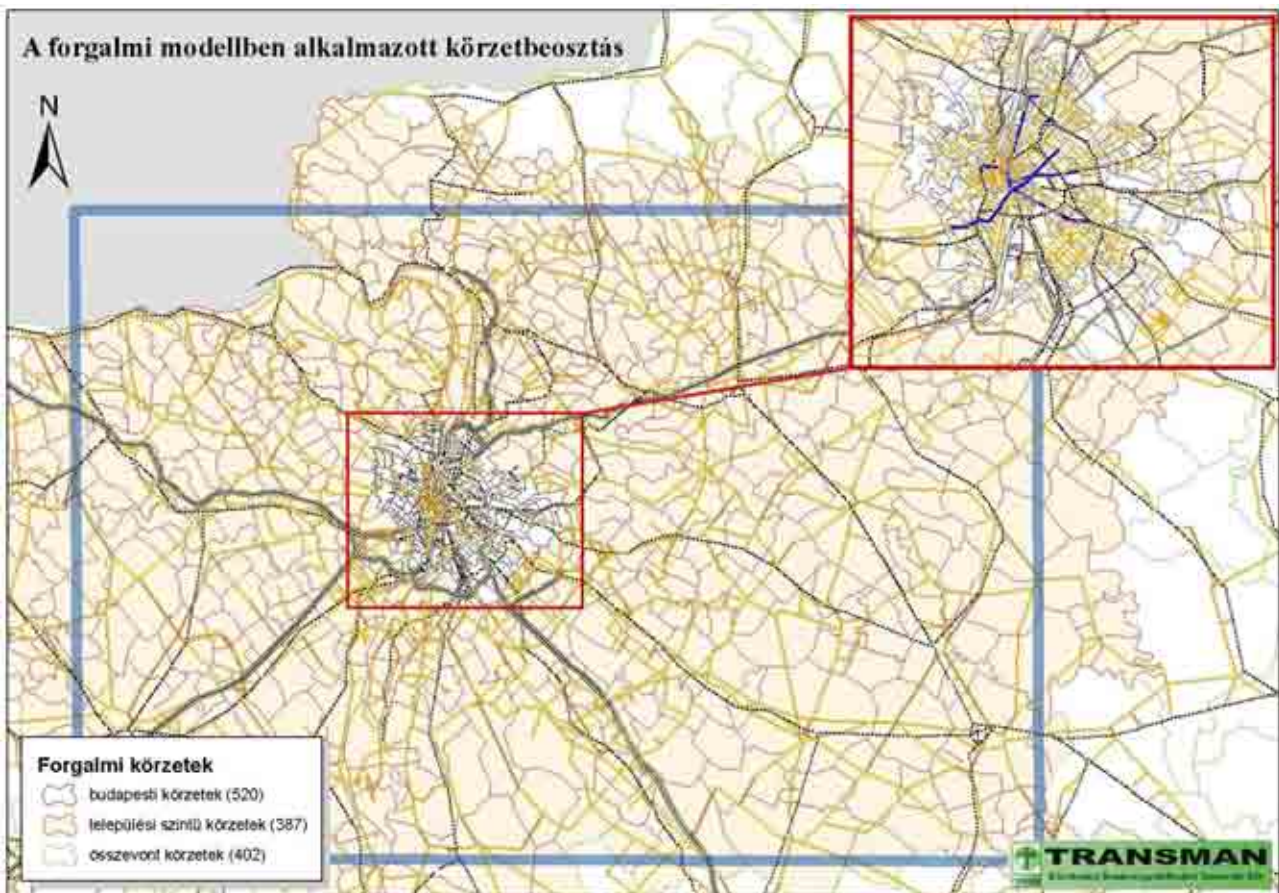 A forgalmi modellben alkalmazott körzetbeosztás
N
Forgalmi körzetek
budapesti körzetek (520)
települési szintű körzetek (387)
összevont körzetek (402)
TRANSMAN